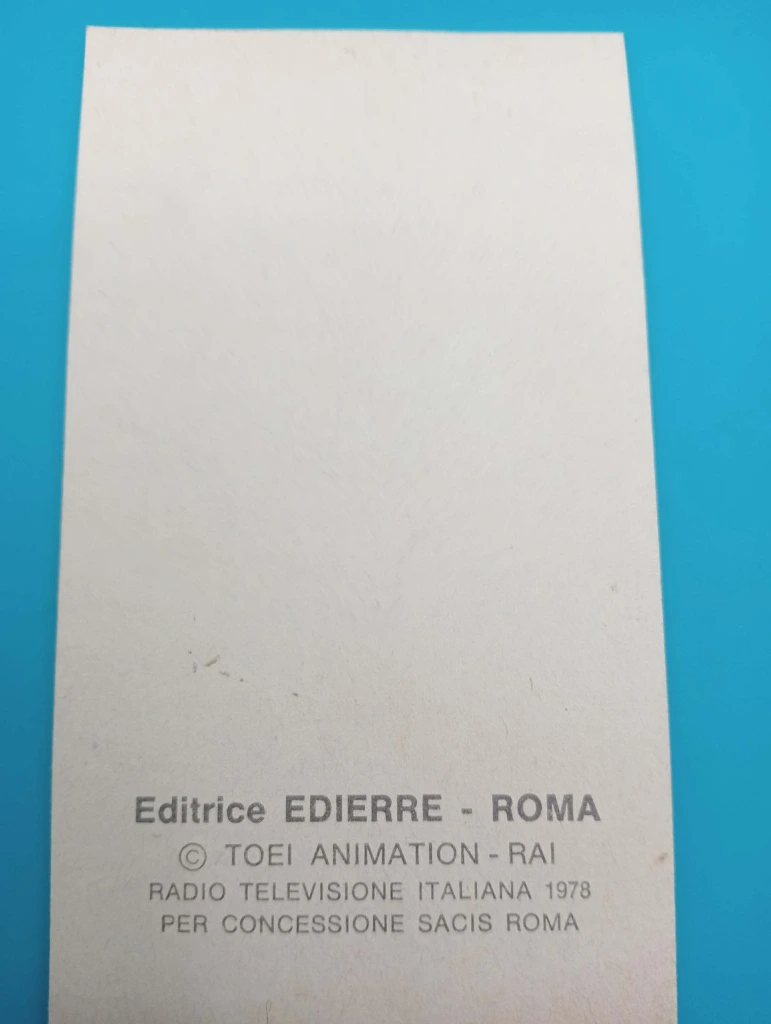 Editrice EDIERRE - ROMA
© TOEI ANIMATION - RAI
RADIO TELEVISIONE ITALIANA 1978
PER CONCESSIONE SACIS ROMA